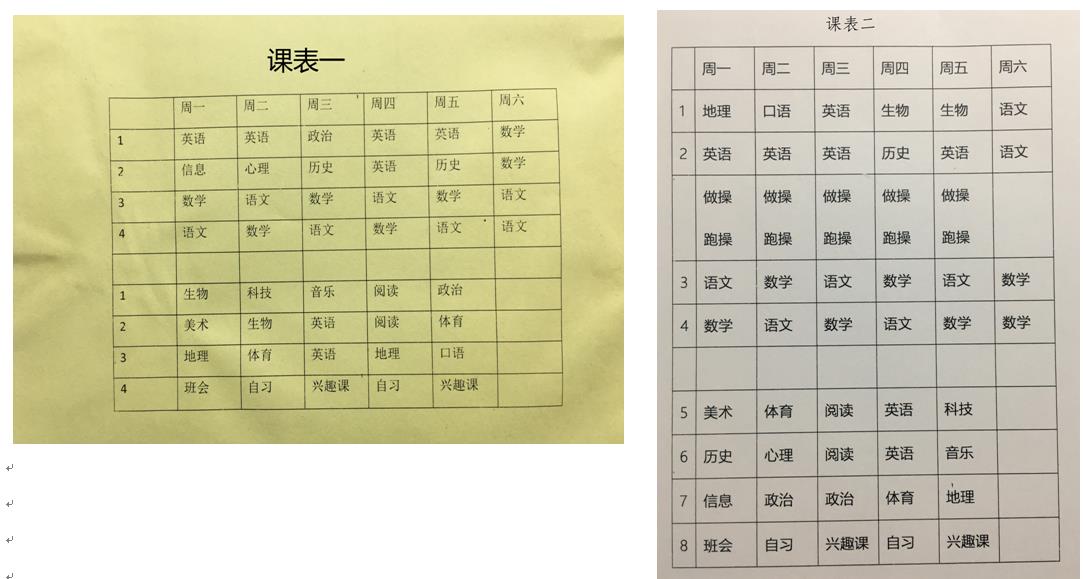 课表一
周一 周二 周三 周四 周五 周六
1 英语 英语 政治 英语 英语 数学
2 信息 心理 历史 英语 历史 数学
3 数学 语文 数学 语文 数学 语文
4 语文 数学 语文 数学 语文 语文
1 生物 科技 音乐 阅读 政治
2 美术 生物 英语 阅读 体育
3 地理 体育 英语 地理 口语
4 班会 自习 兴趣课 自习 兴趣课
课表二
周一 周二 周三 周四 周五 周六
1 地理 口语 英语 生物 生物 语文
2 英语 英语 英语 历史 英语 语文
做操 做操 做操 做操 做操
跑操 跑操 跑操 跑操 跑操
3 语文 数学 语文 数学 语文 数学
4 数学 语文 数学 语文 数学 数学
5 美术 体育 阅读 英语 科技
6 历史 心理 阅读 英语 音乐
7 信息 政治 政治 体育 地理
8 班会 自习 兴趣课 自习 兴趣课